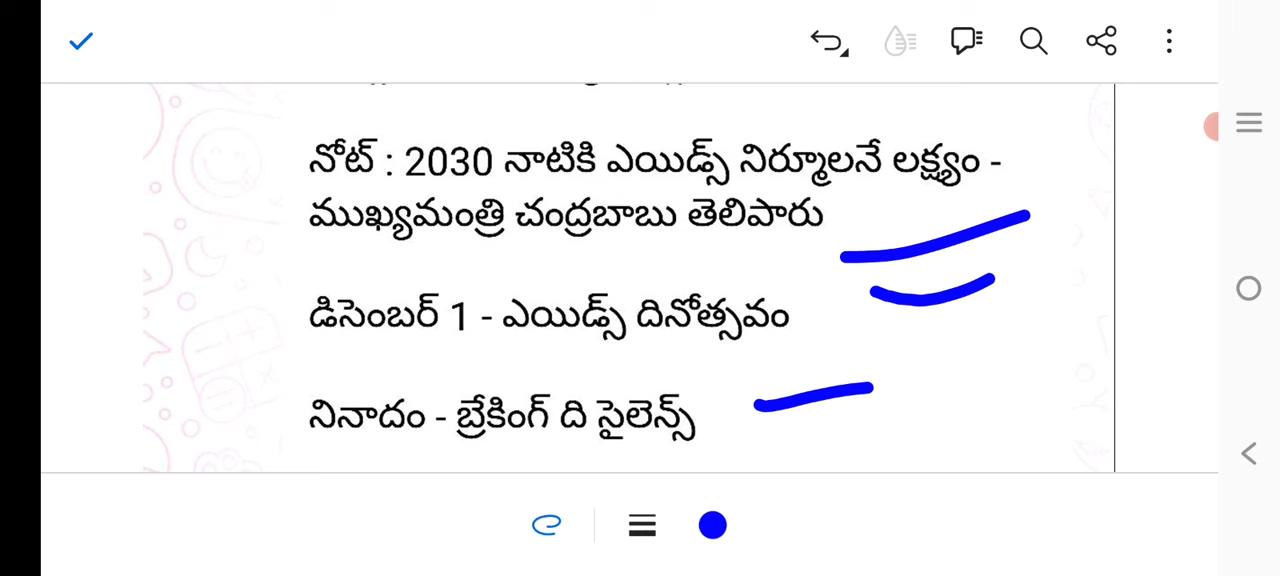 నోట్ : 2030 నాటికి ఎయిడ్స్ నిర్మూలనే లక్ష్యం -
ముఖ్యమంత్రి చంద్రబాబు తెలిపారు
డిసెంబర్ 1 - ఎయిడ్స్ దినోత్సవం
నినాదం - బ్రేకింగ్ ది సైలెన్స్